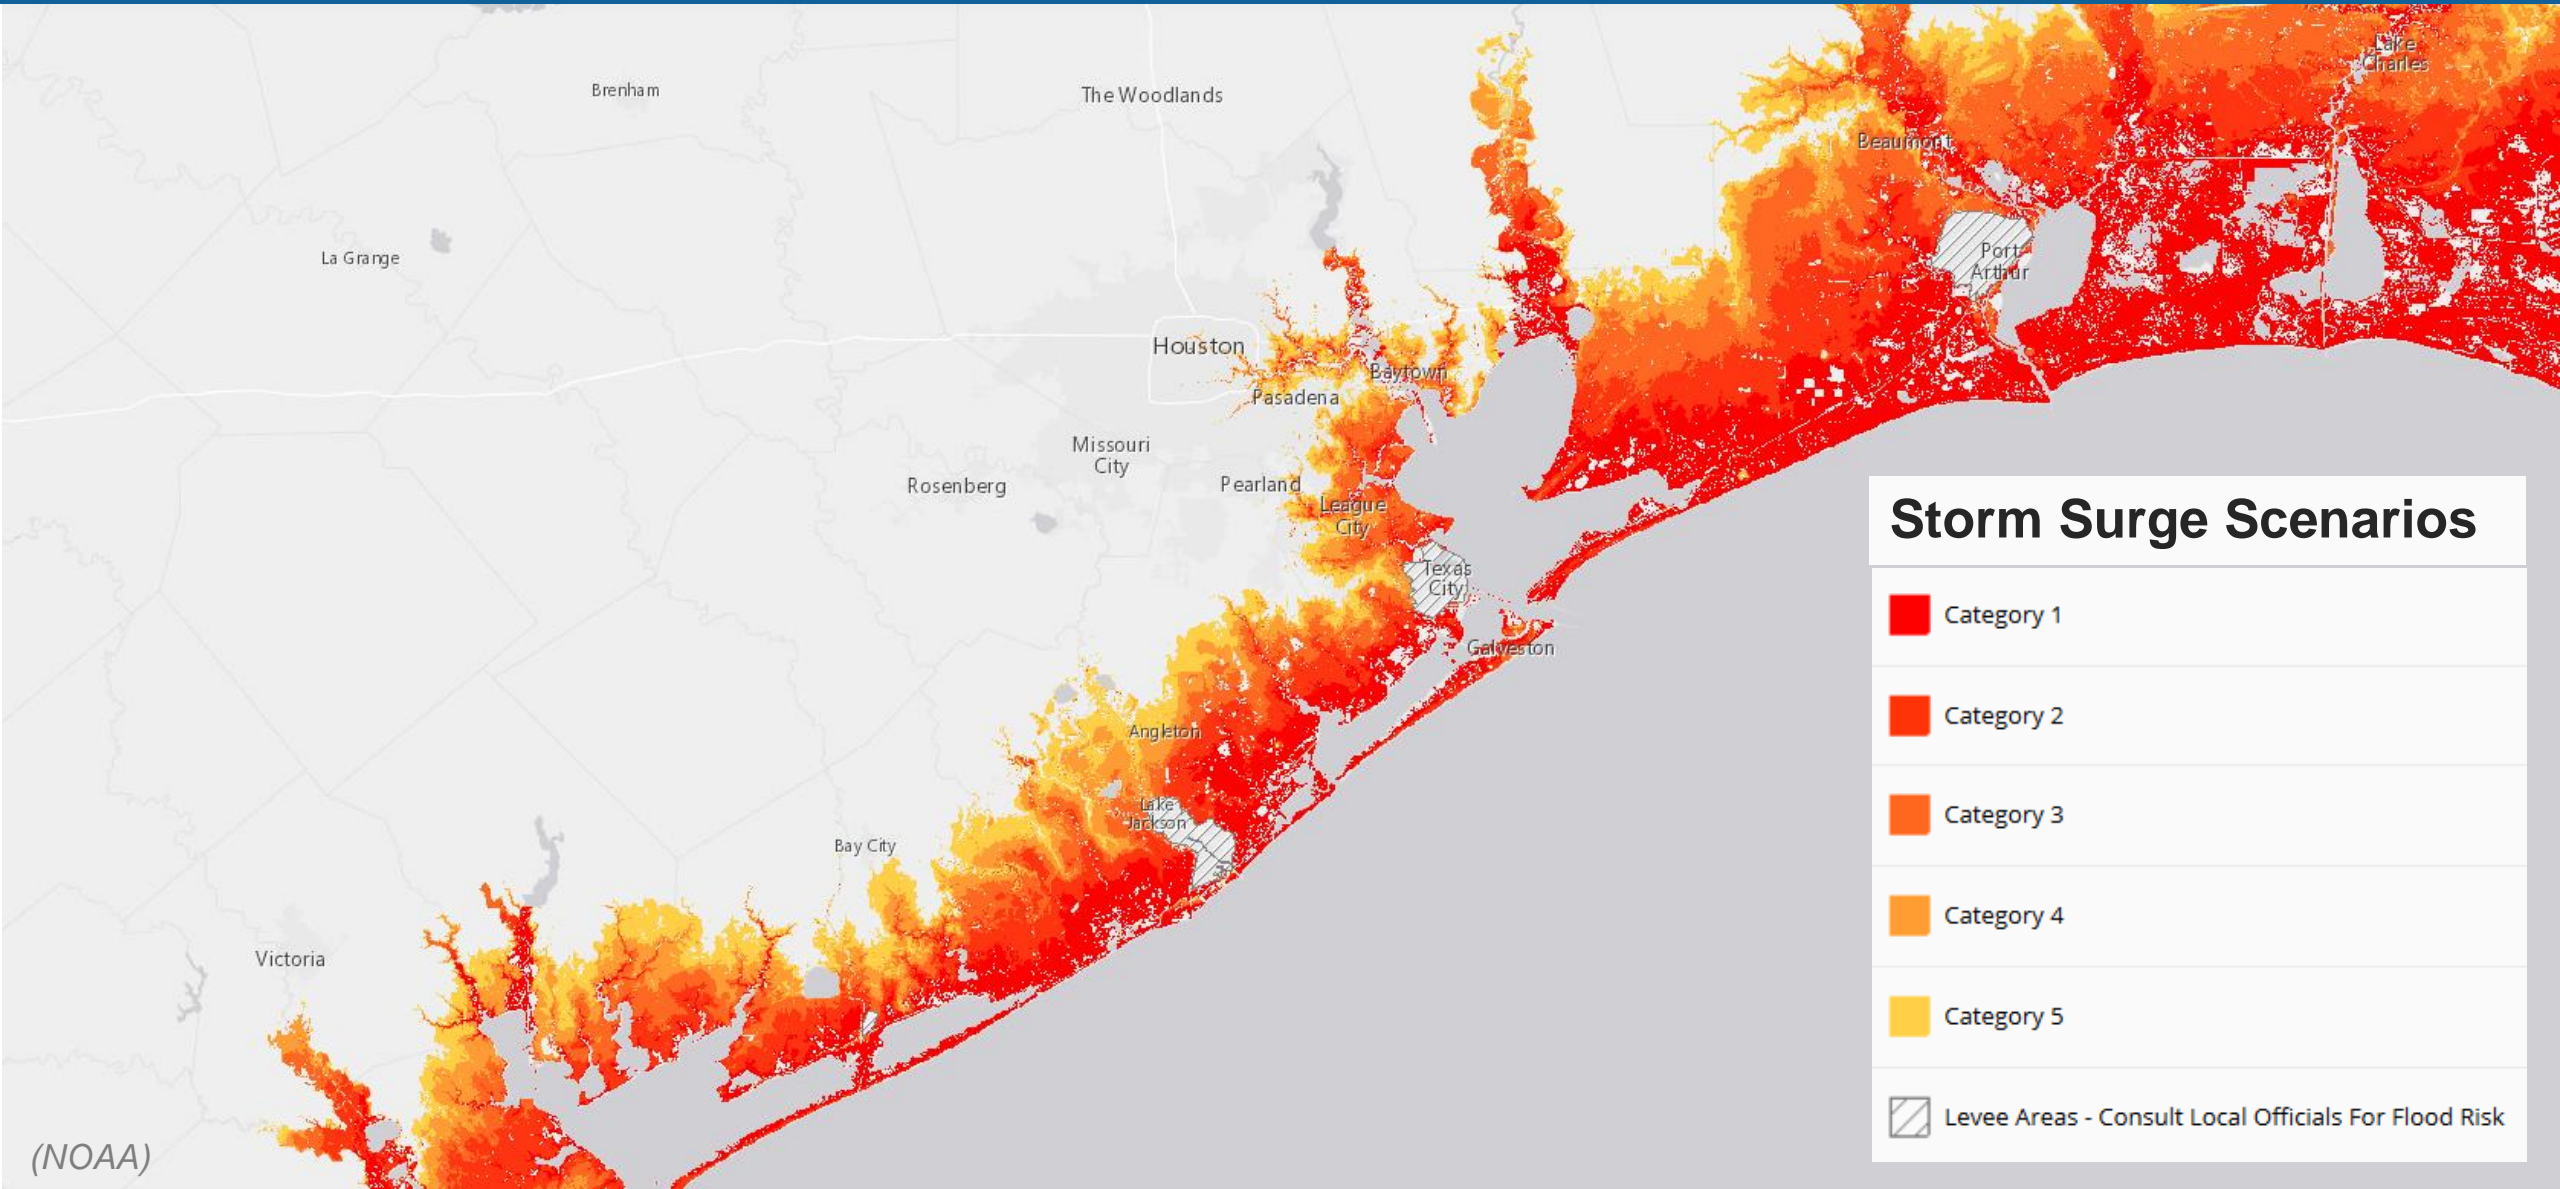 Lake
Charles
Brenham
The Woodlands
Beaumont
La Grange
Port
Arthur
Houston
Baytown
Pasadena
Missouri
City
Rosenberg
Pearland
League
City
Texas
City
Galveston
Angleton
Lake
Jackson
Bay City
Victoria
(NOAA)
Storm Surge Scenarios
Category 1
Category 2
Category 3
Category 4
Category 5
Levee Areas - Consult Local Officials For Flood Risk